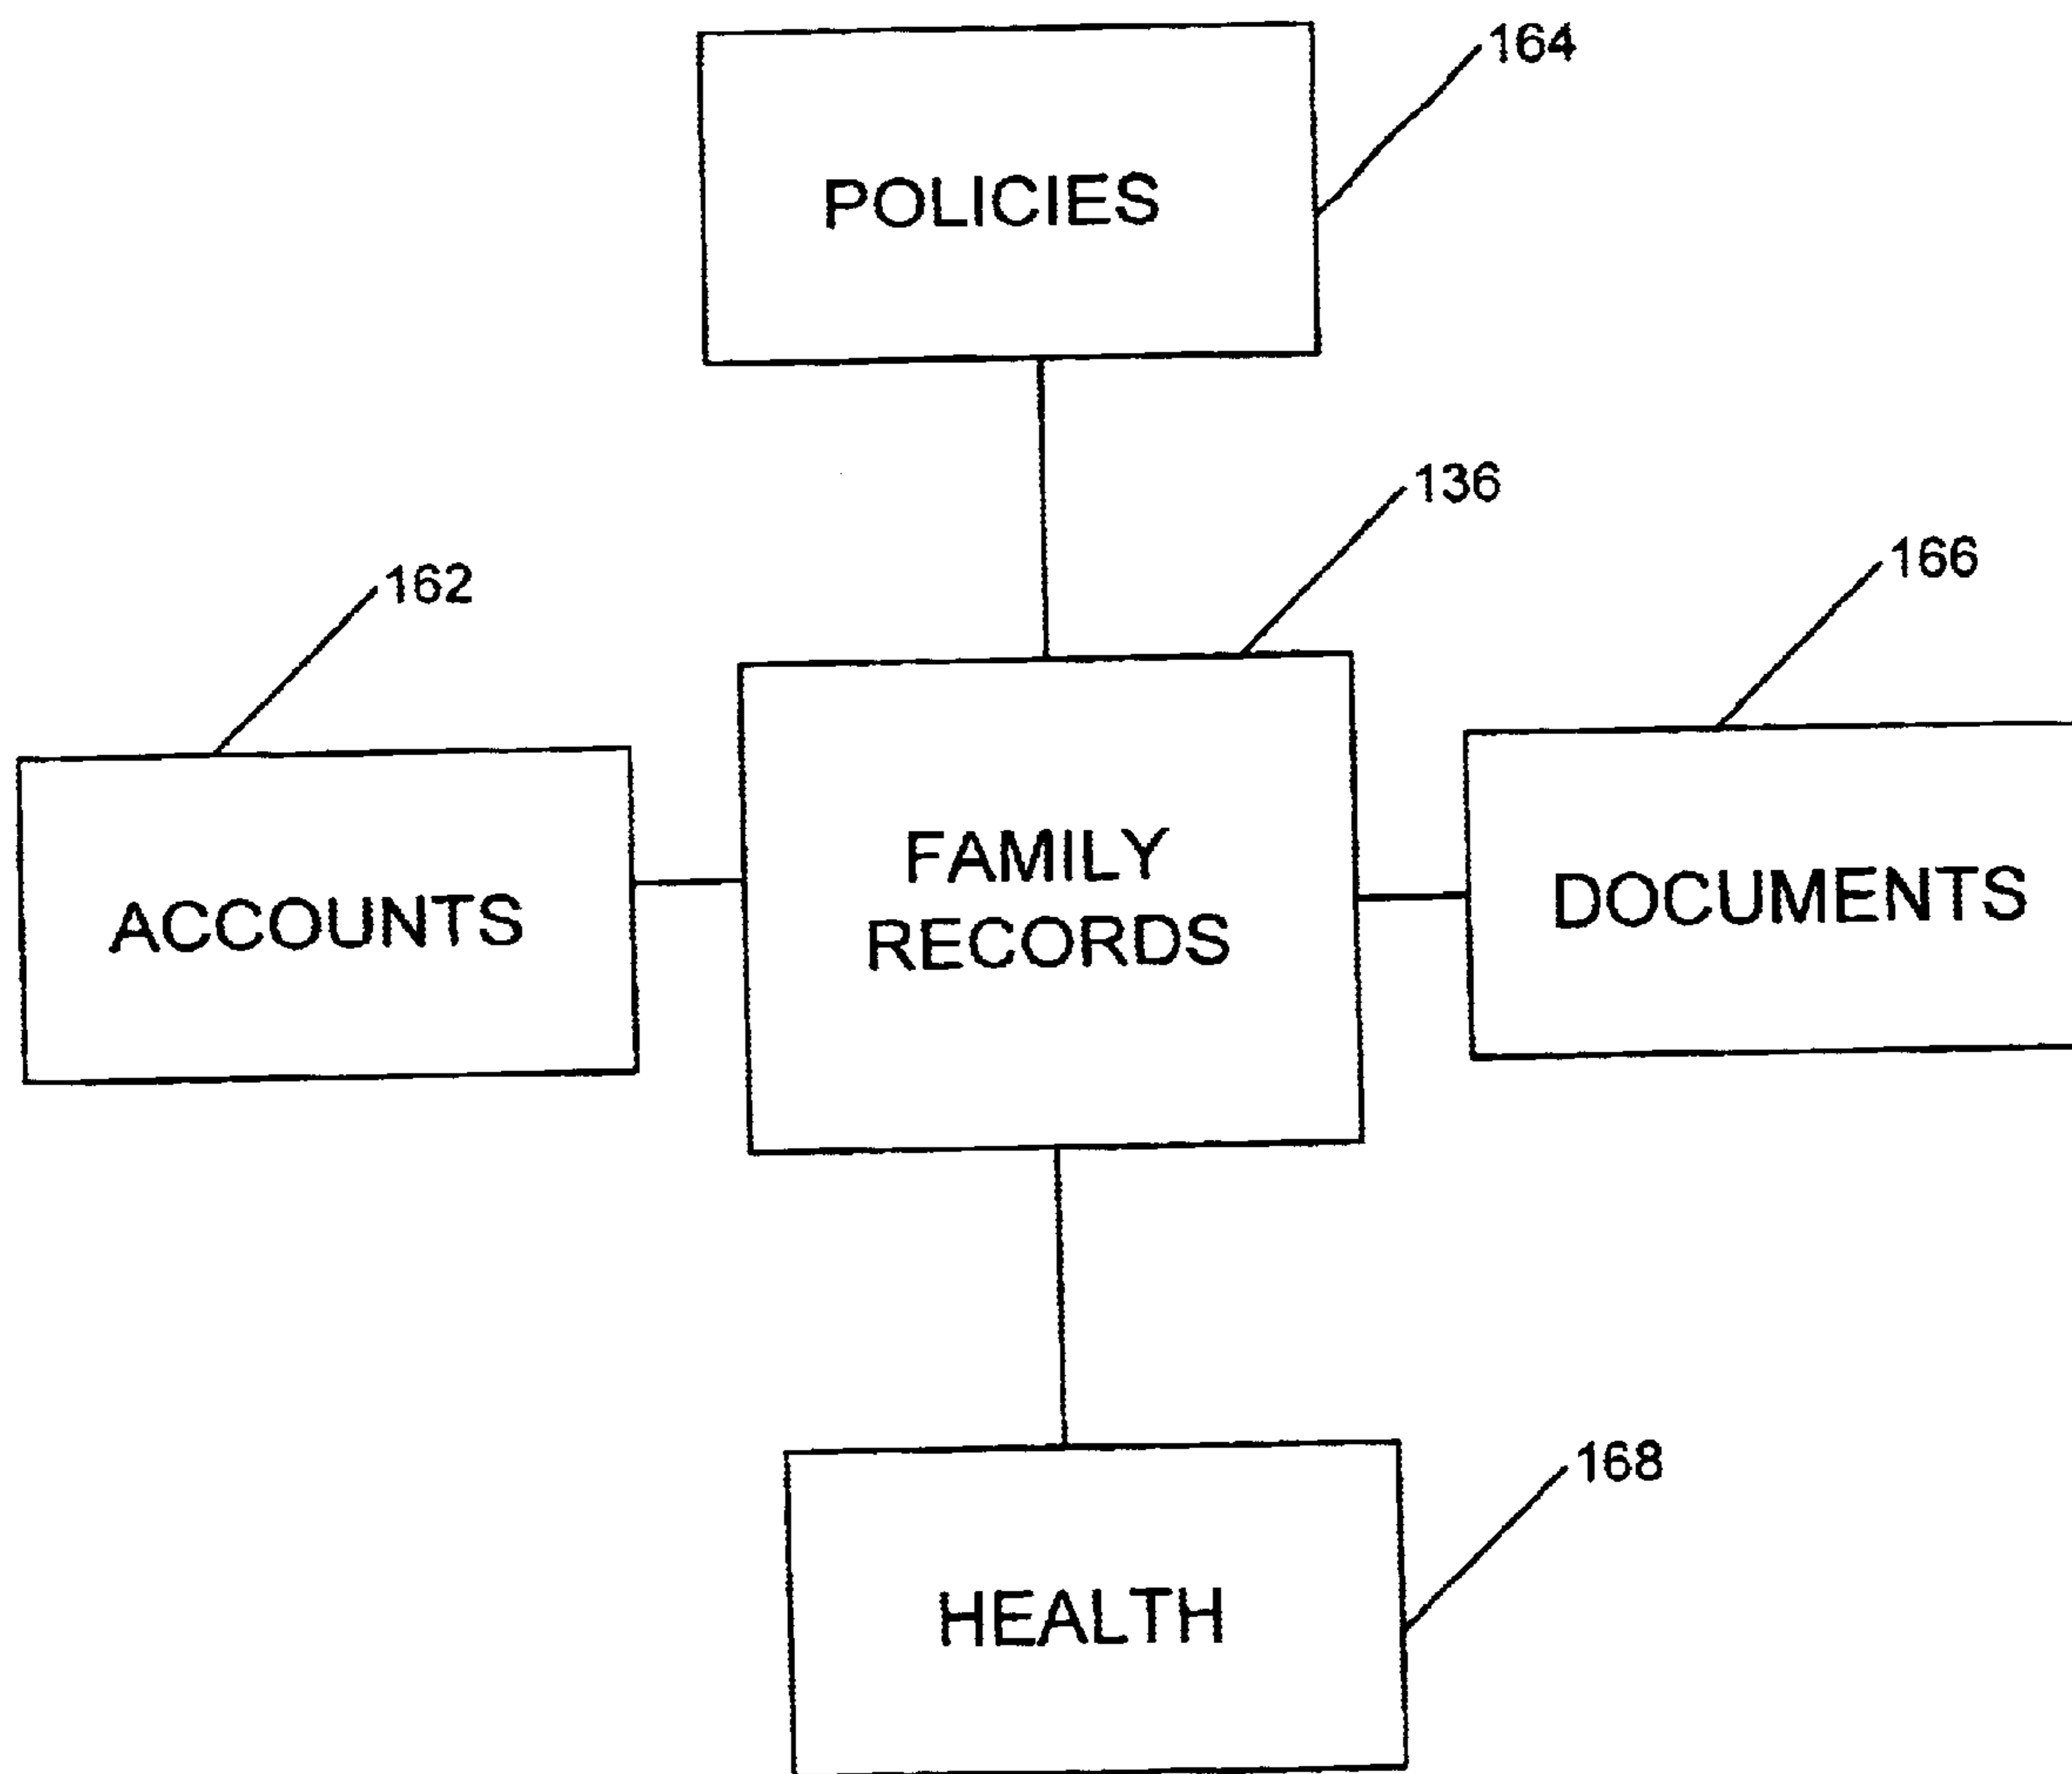 164
POLICIES
136
166
162
FAMILY
RECORDS
ACCOUNTS
DOCUMENTS
168
HEALTH